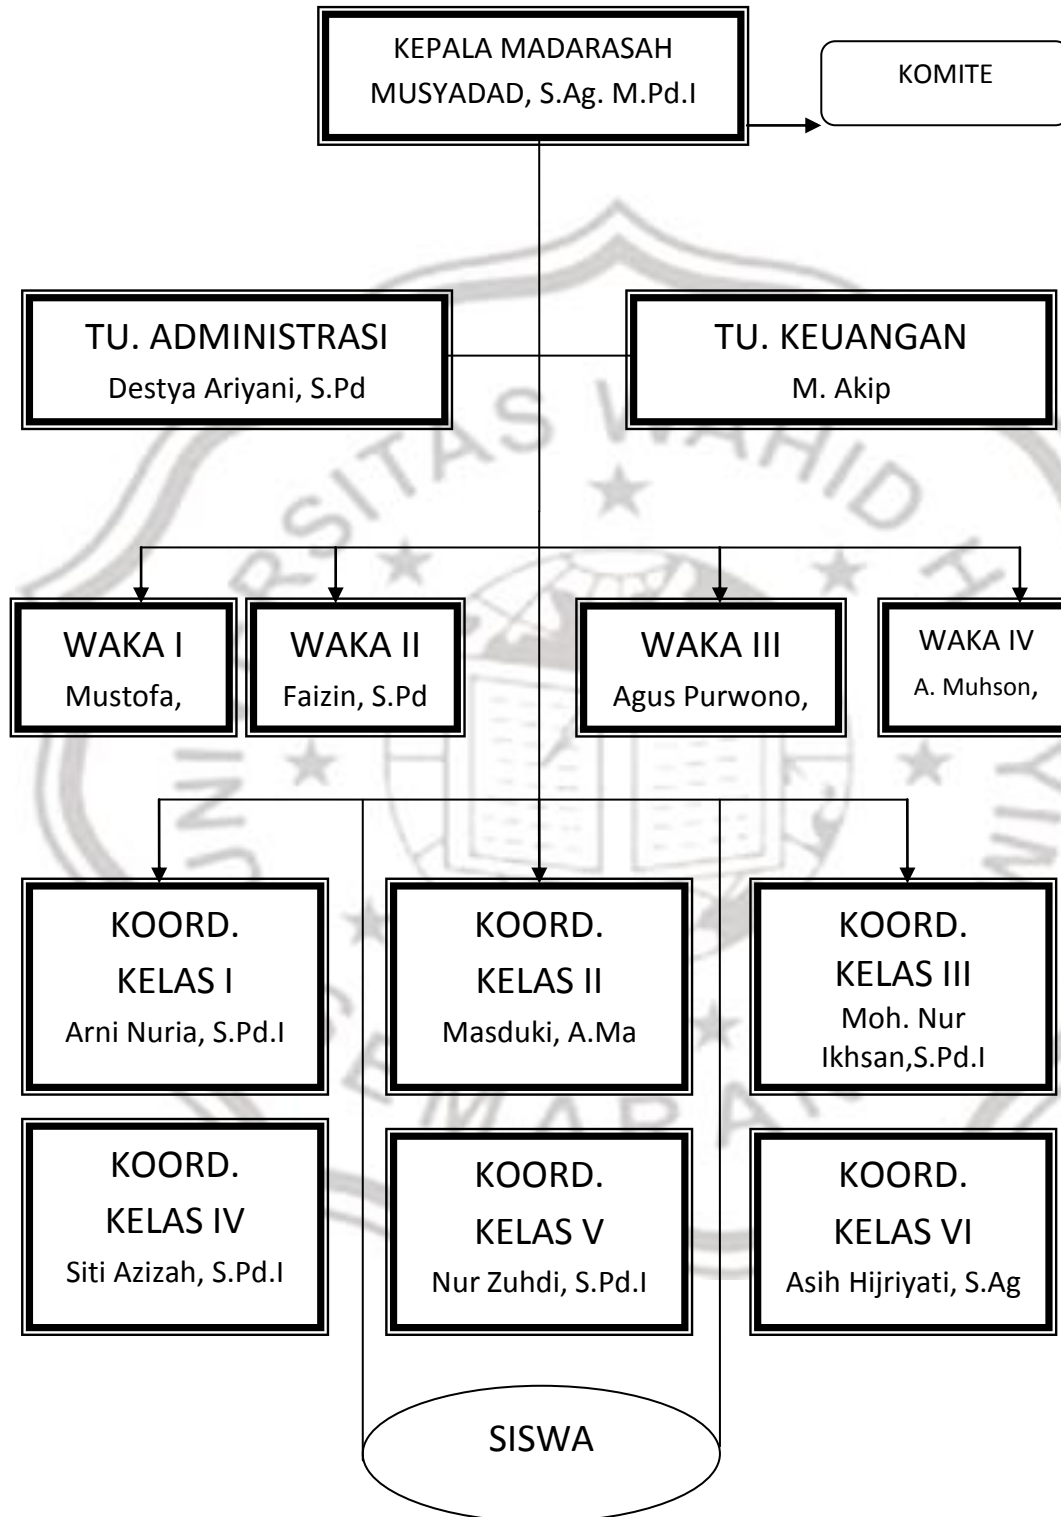 KEPALA MADARASAH
MUSYADAD, S.Ag. M.Pd.I
KOMITE
TU. ADMINISTRASI
Destya Ariyani, S.Pd
TU. KEUANGAN
M. Akip
WAKA I
Mustofa,
WAKA II
Faizin, S.Pd
WAKA III
Agus Purwono,
WAKA IV
A. Muhson,
KOORD.
KELAS I
Arni Nuria, S.Pd.I
KOORD.
KELAS II
Masduki, A.Ma
KOORD.
KELAS III
Moh. Nur
Ikhsan,S.Pd.I
KOORD.
KELAS IV
Siti Azizah, S.Pd.I
KOORD.
KELAS V
Nur Zuhdi, S.Pd.I
KOORD.
KELAS VI
Asih Hijriyati, S.Ag
SISWA